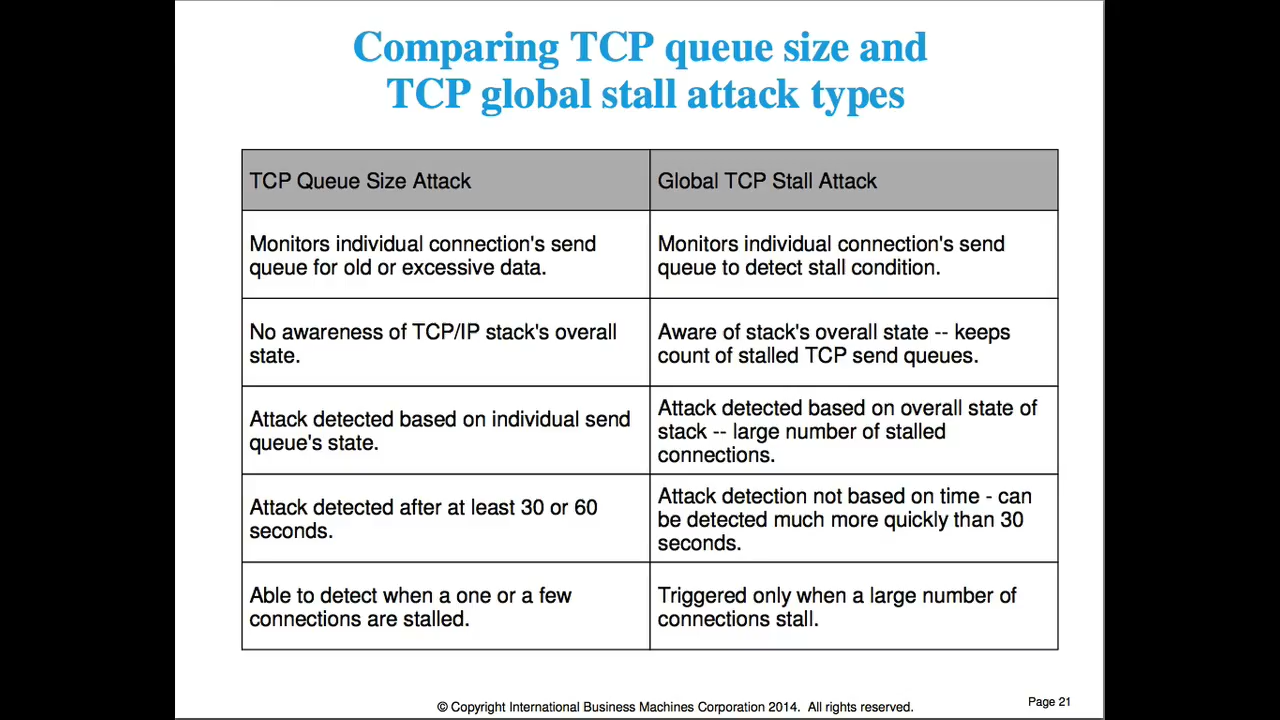 Comparing TCP queue size and
TCP global stall attack types
TCP Queue Size Attack
Global TCP Stall Attack
Monitors individual connection's send
queue for old or excessive data.
Monitors individual connection's send
queue to detect stall condition.
No awareness of TCP/IP stack's overall
state.
Aware of stack's overall state -- keeps
count of stalled TCP send queues.
Attack detected based on individual send
queue's state.
Attack detected based on overall state of
stack -- large number of stalled
connections.
Attack detected after at least 30 or 60
seconds.
Attack detection not based on time - can
be detected much more quickly than 30
seconds.
Able to detect when a one or a few
connections are stalled.
Triggered only when a large number of
connections stall.
© Copyright International Business Machines Corporation 2014.  All rights reserved.
Page 21